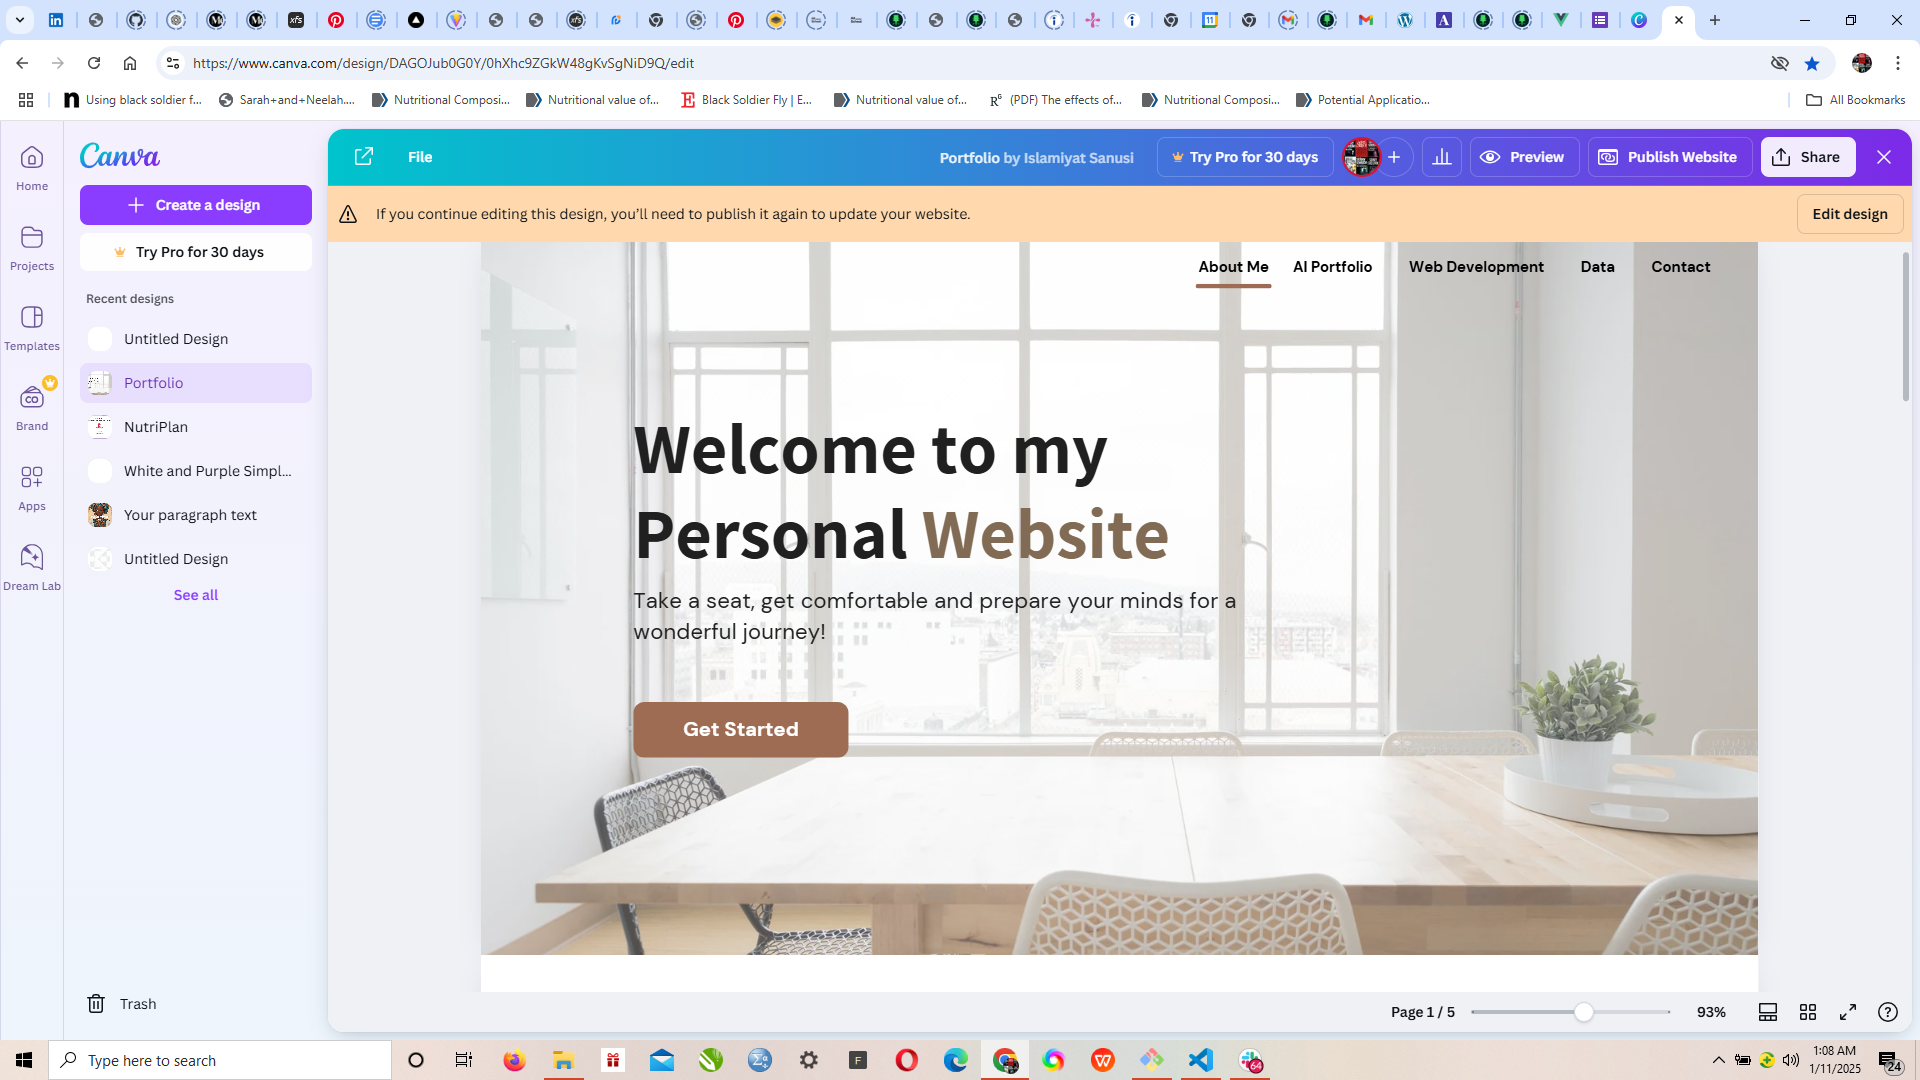 https://www.canva.com/design/DAGOJub0G0Y/0hXhc9ZGkW48gKvSgNiD9Q/edit
Using black soldier f...
Sarah+and+Neelah....
Nutritional Composi...
Nutritional value of...
Black Soldier Fly | E...
Nutritional value of...
(PDF) The effects of...
Nutritional Composi...
Potential Applicatio...
All Bookmarks
Home
Projects
Templates
Brand
Apps
Dream Lab
Canva
Create a design
Try Pro for 30 days
Recent designs
Untitled Design
Portfolio
NutriPlan
White and Purple Simpl...
Your paragraph text
Untitled Design
See all
Trash
File
Portfolio by Islamiyat Sanusi
Try Pro for 30 days
Preview
Publish Website
Share
If you continue editing this design, you’ll need to publish it again to update your website.
Edit design
About Me
AI Portfolio
Web Development
Data
Contact
Welcome to my
Personal Website
Take a seat, get comfortable and prepare your minds for a
wonderful journey!
Get Started
Page 1 / 5
93%
Type here to search
64
1:08 AM
1/11/2025
24